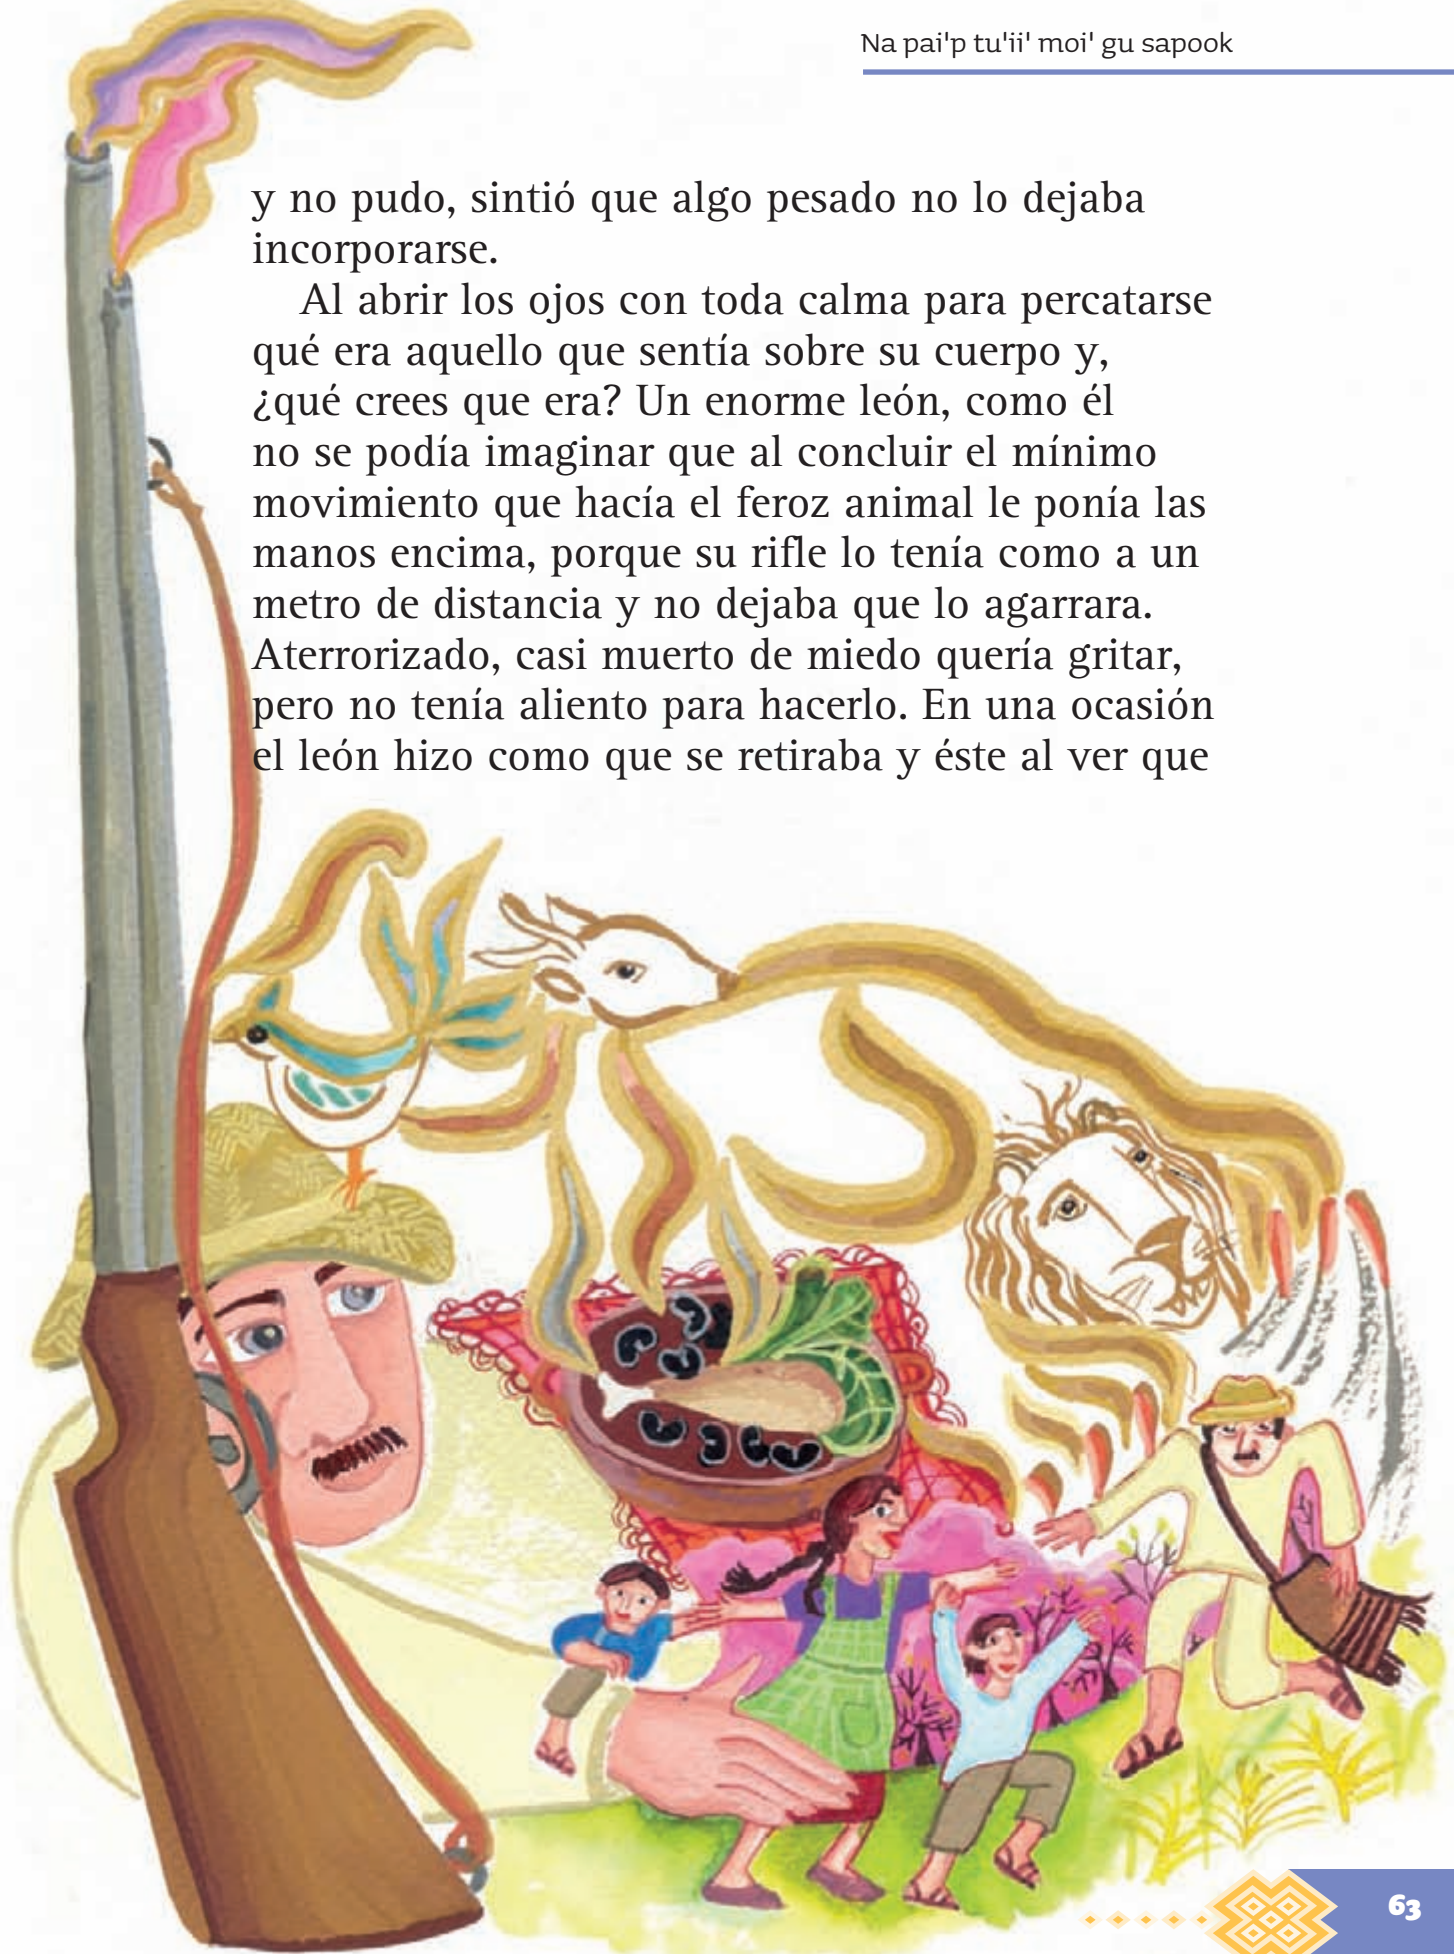 Na pai'p tu'ii' moi' gu sapook
y no pudo, sintió que algo pesado no lo dejaba
incorporarse.
Al abrir los ojos con toda calma para percatarse
qué era aquello que sentía sobre su cuerpo y,
¿qué crees que era? Un enorme león, como él
no se podía imaginar que al concluir el mínimo
movimiento que hacía el feroz animal le ponía las
manos encima, porque su rifle lo tenía como a un
metro de distancia y no dejaba que lo agarrara.
Aterrorizado, casi muerto de miedo quería gritar,
pero no tenía aliento para hacerlo. En una ocasión
el león hizo como que se retiraba y éste al ver que
63